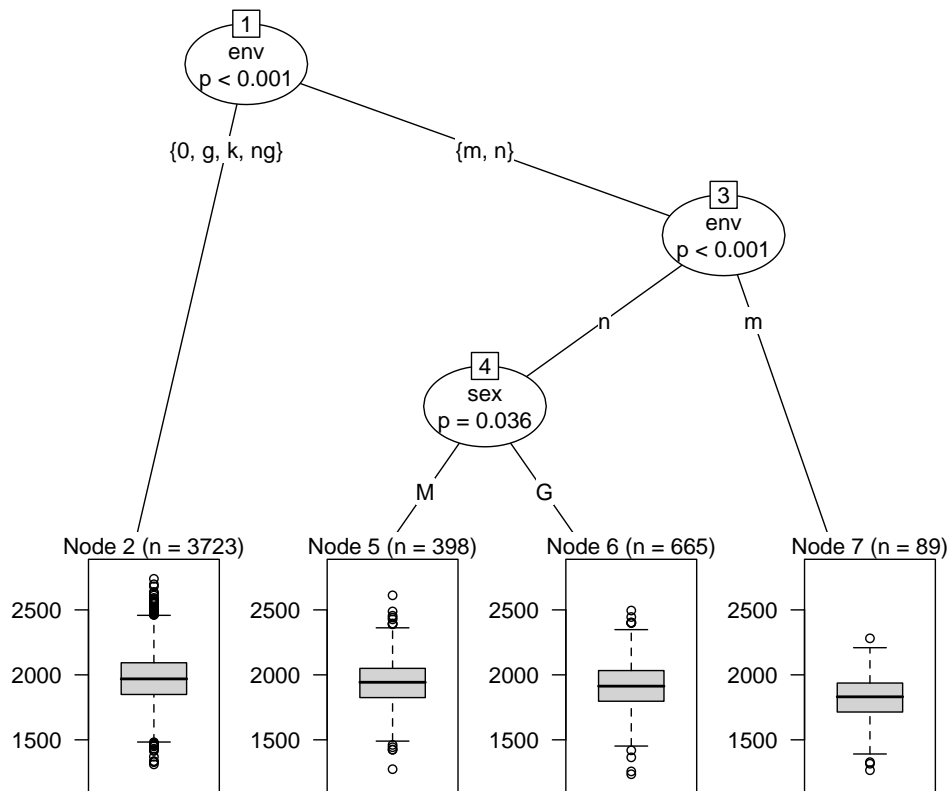 1
env
p < 0.001
{0, g, k, ng}
{m, n}
3
env
p < 0.001
n
m
4
sex
p = 0.036
M
G
Node 2 (n = 3723)
1500
2000
2500
Node 5 (n = 398)
1500
2000
2500
Node 6 (n = 665)
1500
2000
2500
Node 7 (n = 89)
1500
2000
2500